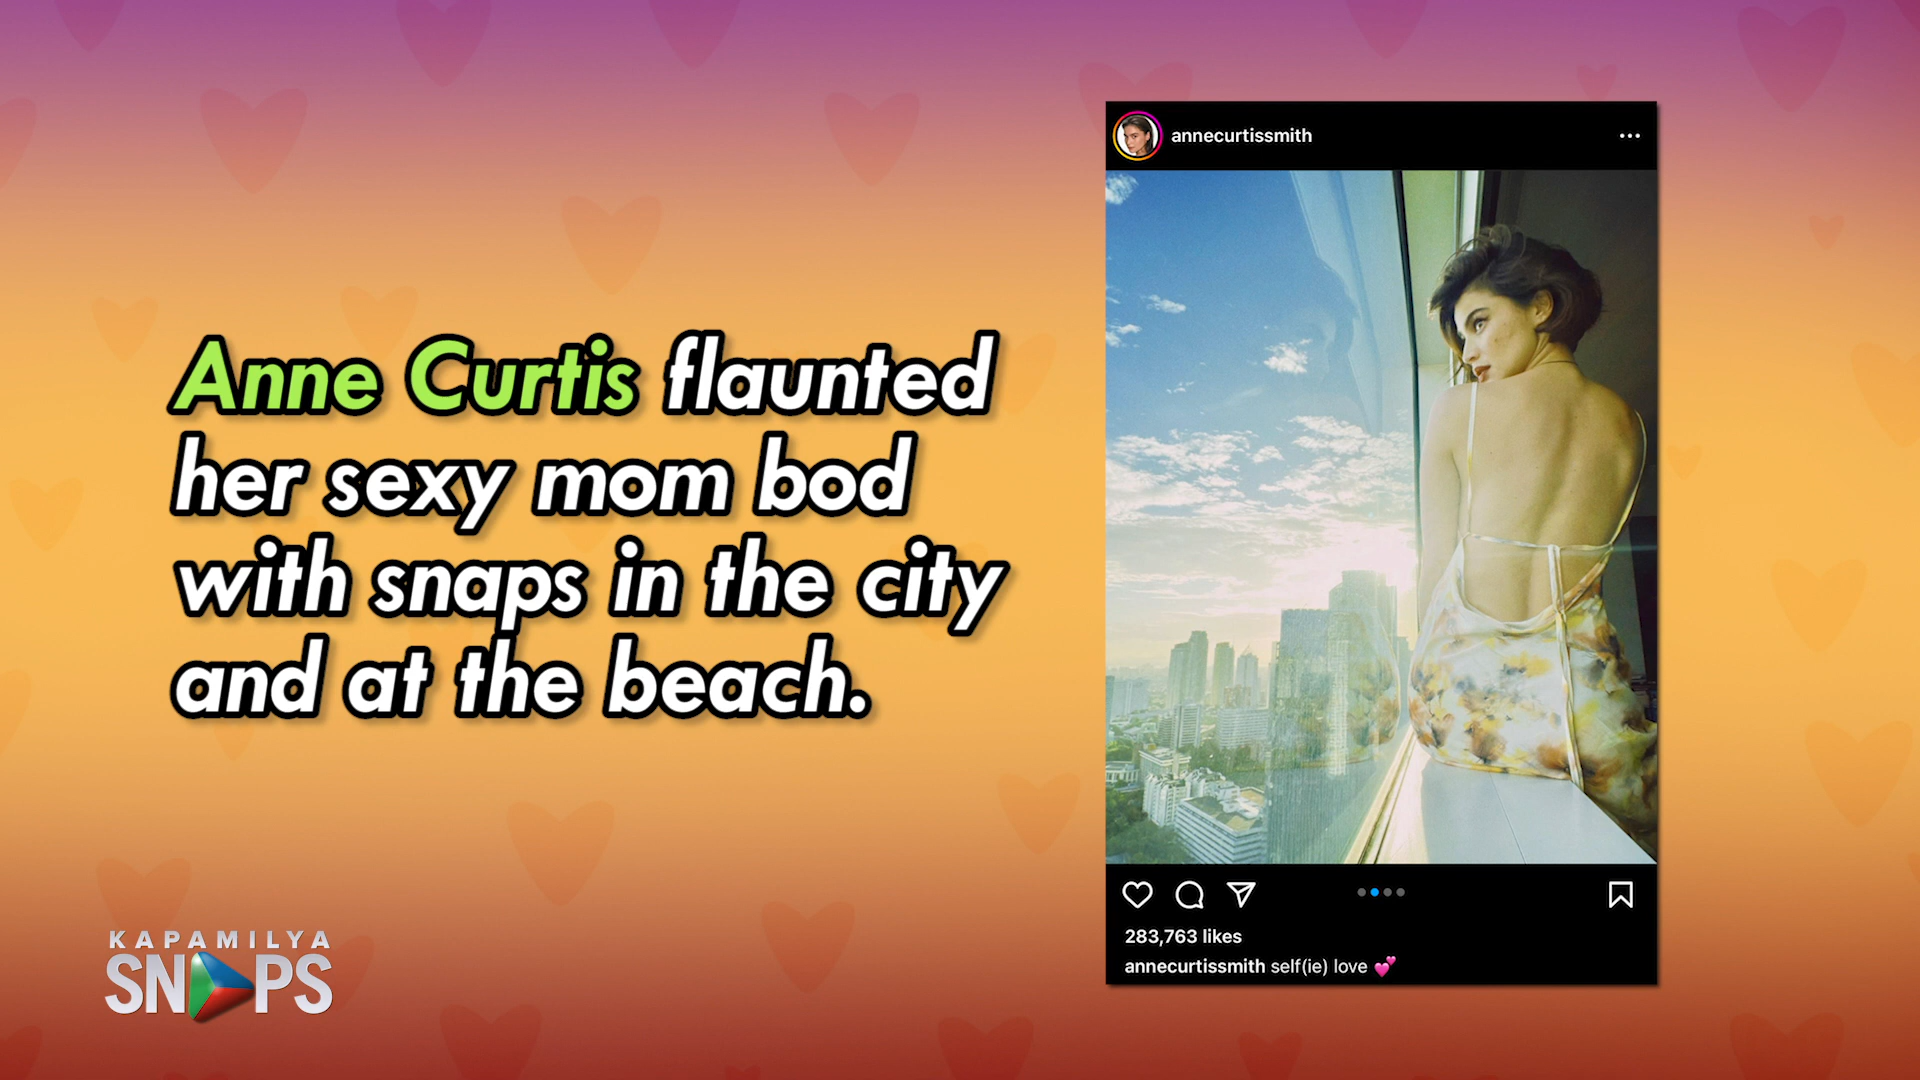 Anne Curtis flaunted
her sexy mom bod
with snaps in the city
and at the beach.
annecurtissmith
283,763 likes
annecurtissmith self(ie) love 💕
KAPAMILYA
SNAPS